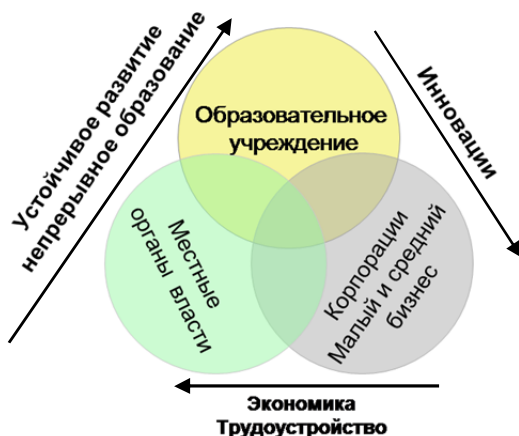 Устойчивое развитие
непрерывное образование
Инновации
Образовательное
учреждение
Местные
органы власти
Корпорации
Малый и средний
бизнес
Экономика
Трудоустройство